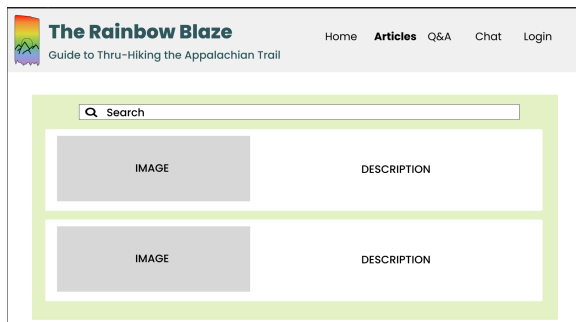 The Rainbow Blaze
Guide to Thru-Hiking the Appalachian Trail
Home Articles Q&A Chat Login
Search
IMAGE DESCRIPTION
IMAGE DESCRIPTION